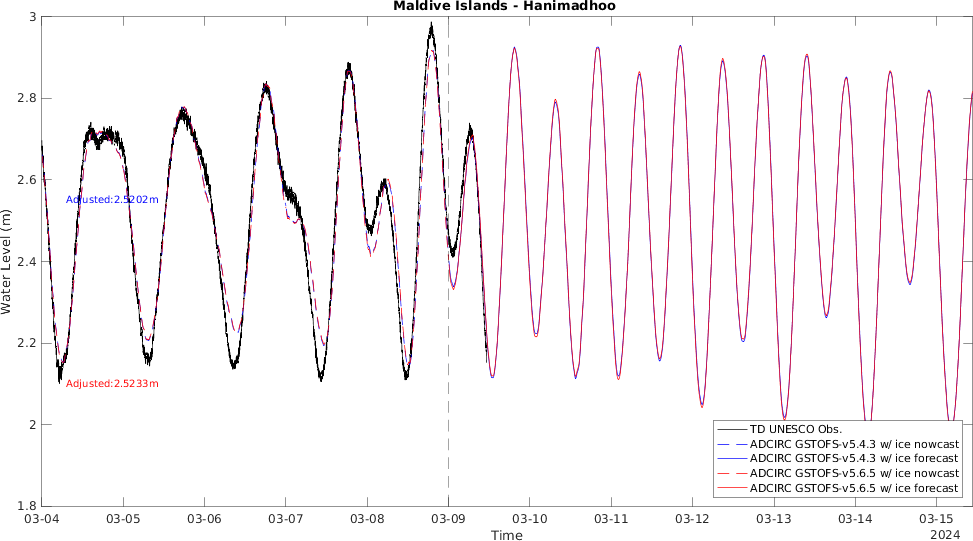 Maldive Islands - Hanimadhoo
3
2.8
2.6
2.4
2.2
2
1.8
Water Level (m)
Adjusted:2.5202m
Adjusted:2.5233m
TD UNESCO Obs.
ADCIRC GSTOFS-v5.4.3 w/ ice nowcast
ADCIRC GSTOFS-v5.4.3 w/ ice forecast
ADCIRC GSTOFS-v5.6.5 w/ ice nowcast
ADCIRC GSTOFS-v5.6.5 w/ ice forecast
03-04 03-05 03-06 03-07 03-08 03-09 03-10 03-11 03-12 03-13 03-14 03-15
Time
2024